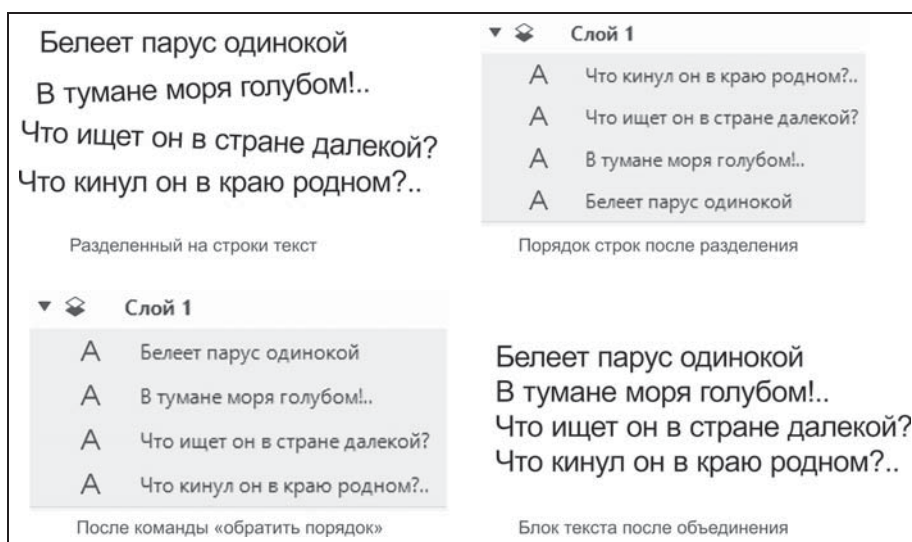 Белеет парус одинокой
В тумане моря голубом!..
Что ищет он в стране далекой?
Что кинул он в краю родном?..
Разделенный на строки текст
Слой 1
Что кинул он в краю родном?..
Что ищет он в стране далекой?
В тумане моря голубом!..
Белеет парус одинокой
Порядок строк после разделения
Слой 1
Белеет парус одинокой
В тумане моря голубом!..
Что ищет он в стране далекой?
Что кинул он в краю родном?..
После команды «обратить порядок»
Белеет парус одинокой
В тумане моря голубом!..
Что ищет он в стране далекой?
Что кинул он в краю родном?..
Блок текста после объединения